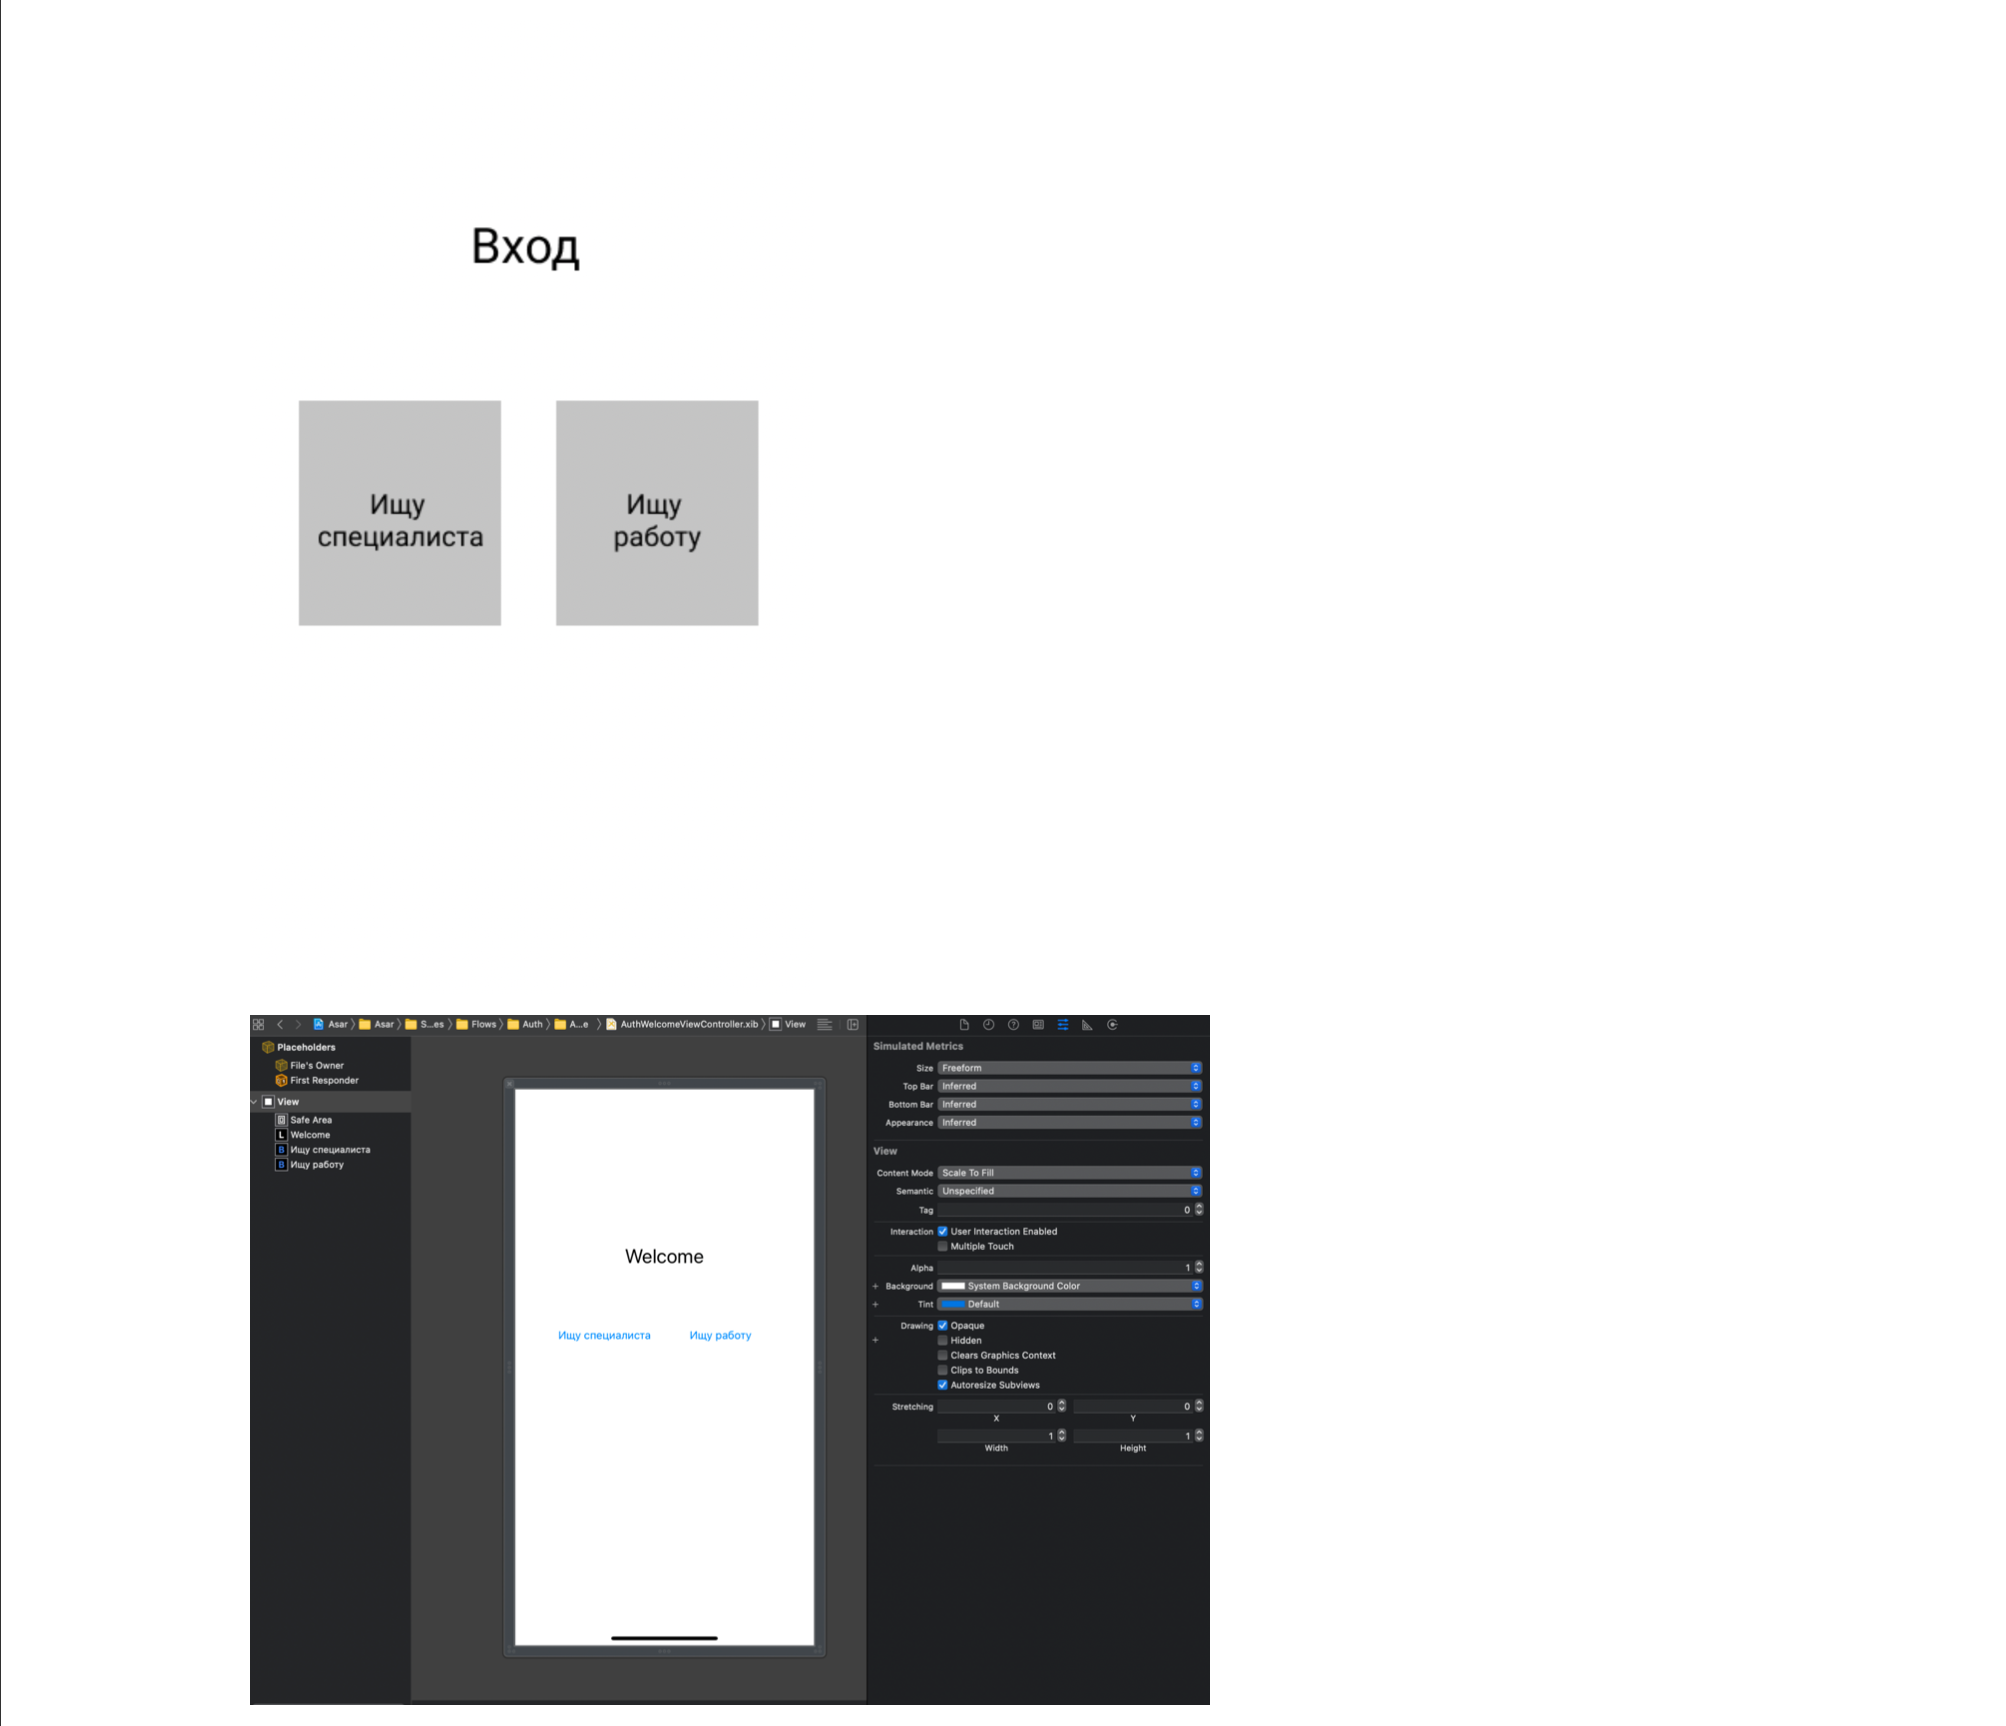 Вход
Ищу
специалиста
Ищу
работу
Asar
Asar
S...es
Flows
Auth
A...e
AuthWelcomeViewController.xib
View
Placeholders
File's Owner
First Responder
View
Safe Area
L Welcome
B Ищу специалиста
B Ищу работу
Welcome
Ищу специалиста
Ищу работу
Simulated Metrics
Size Freeform
Top Bar Inferred
Bottom Bar Inferred
Appearance Inferred
View
Content Mode Scale To Fill
Semantic Unspecified
Tag 0
Interaction User Interaction Enabled
Multiple Touch
Alpha 1
+ Background System Background Color
+ Tint Default
Drawing Opaque
+ Hidden
Clears Graphics Context
Clips to Bounds
Autoresize Subviews
Stretching 0 0
X Y
1 1
Width Height